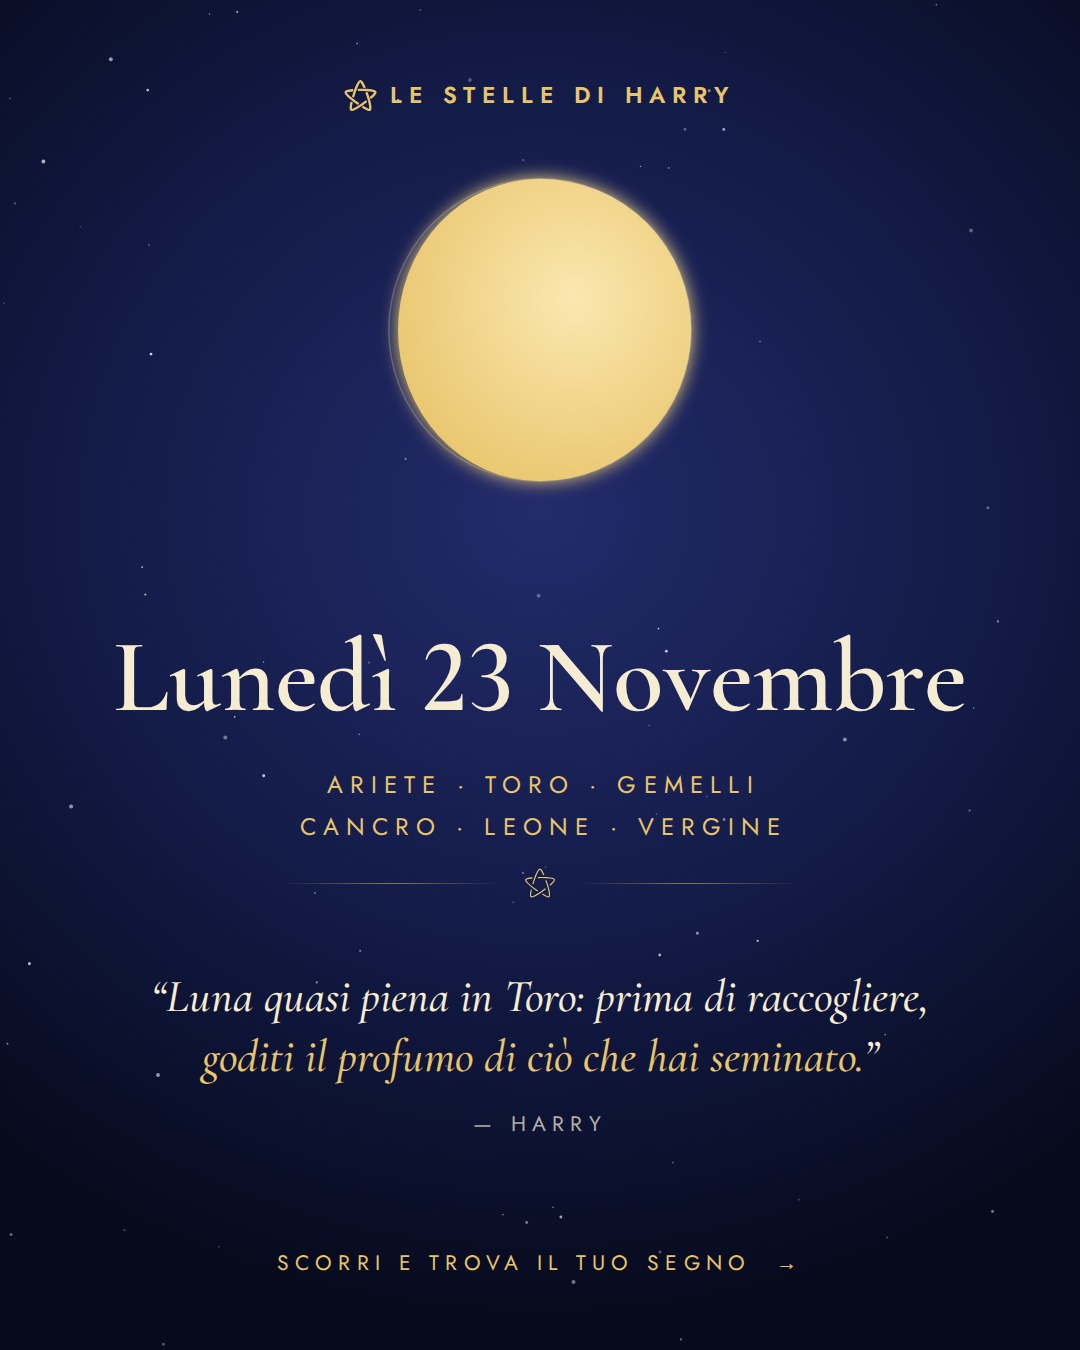 LE STELLE DI HARRY
Lunedì 23 Novembre
ARIETE · TORO · GEMELLI
CANCRO · LEONE · VERGINE
“Luna quasi piena in Toro: prima di raccogliere,
goditi il profumo di ciò che hai seminato.”
— HARRY
SCORRI E TROVA IL TUO SEGNO →